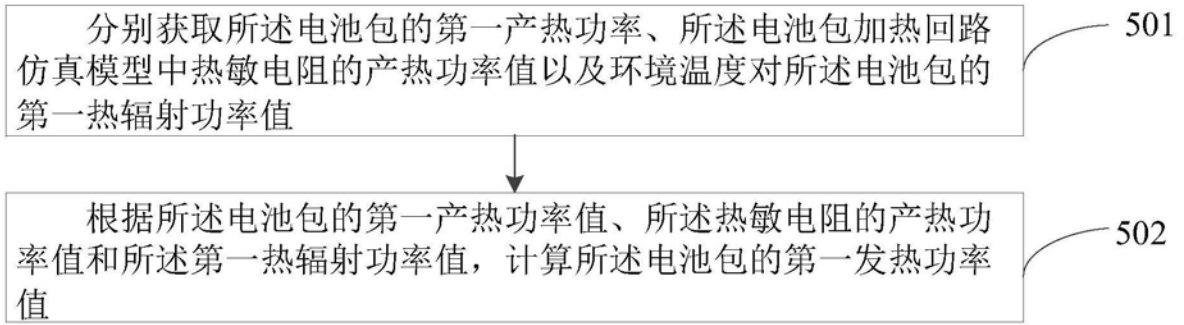 分别获取所述电池包的第一产热功率、所述电池包加热回路
仿真模型中热敏电阻的产热功率值以及环境温度对所述电池包的
第一热辐射功率值
501
根据所述电池包的第一产热功率值、所述热敏电阻的产热功
率值和所述第一热辐射功率值，计算所述电池包的第一发热功率
值
502